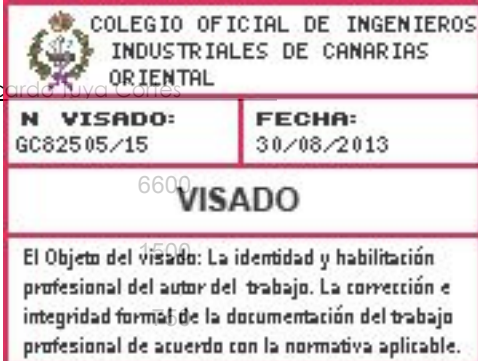 COLEGIO OFICIAL DE INGENIEROS
INDUSTRIALES DE CANARIAS
ORIENTAL
N VISADO:
GC82505/15
FECHA:
30/08/2013
6600
VISADO
1500
El Objeto del visado: La identidad y habilitación
profesional del autor del trabajo. La corrección e
integridad formal de la documentación del trabajo
profesional de acuerdo con la normativa aplicable.